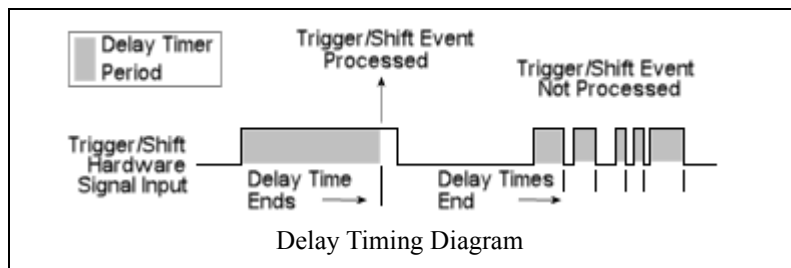 Delay Timer
Period
Trigger/Shift Event
Processed
Trigger/Shift Event
Not Processed
Trigger/Shift
Hardware
Signal Input
Delay Time
Ends
Delay Times
End
Delay Timing Diagram